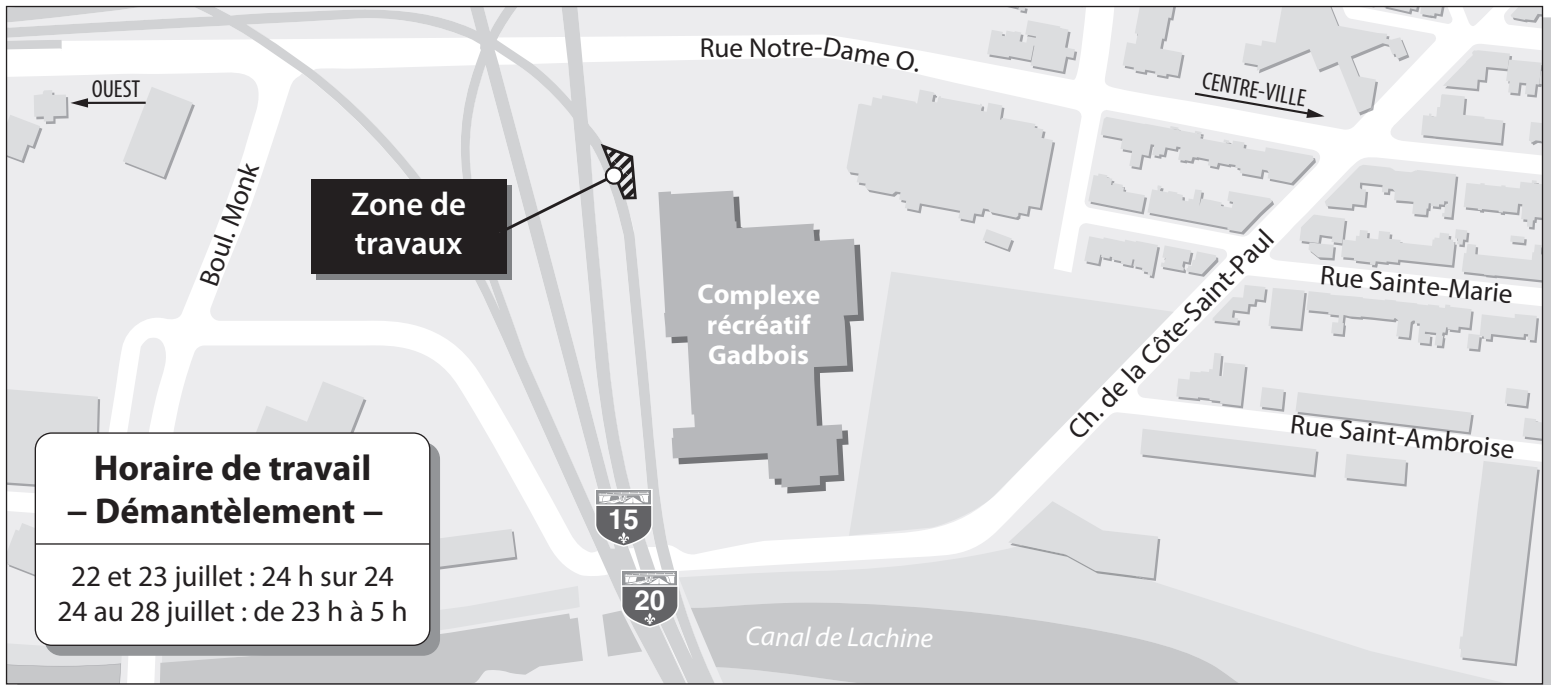 Rue Notre-Dame O.
OUEST
CENTRE-VILLE
Boul. Monk
Zone de
travaux
Complexe
récréatif
Gadbois
Ch. de la Côte-Saint-Paul
Rue Sainte-Marie
Rue Saint-Ambroise
Horaire de travail
– Démantèlement –
22 et 23 juillet : 24 h sur 24
24 au 28 juillet : de 23 h à 5 h
15
20
Canal de Lachine